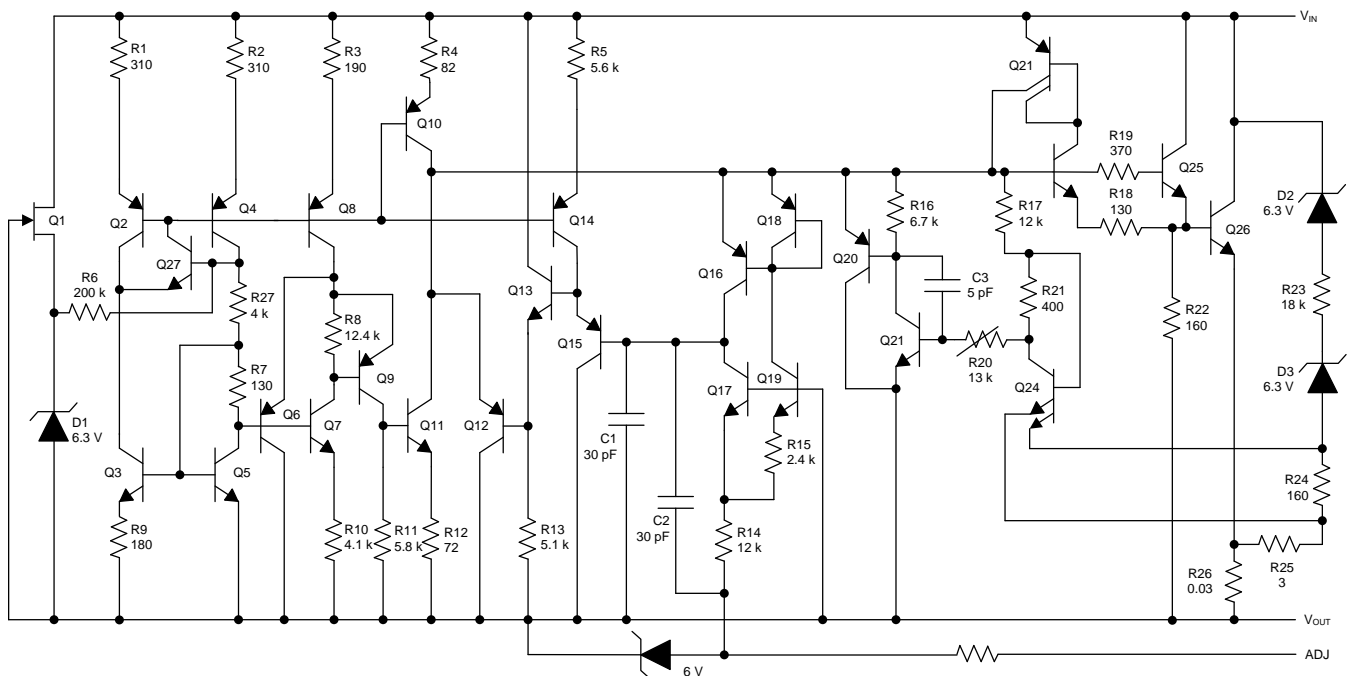 V_IN
R1
310
R2
310
R3
190
R4
82
R5
5.6 k
Q21
Q10
R19
370
Q25
R18
130
Q1
Q2
Q4
Q8
Q14
Q18
R16
6.7 k
R17
12 k
Q26
D2
6.3 V
Q27
Q16
Q20
R6
200 k
R27
4 k
Q13
C3
5 pF
R21
400
R22
160
R23
18 k
R8
12.4 k
Q15
Q21
R20
13 k
R7
130
Q9
Q17
Q19
Q24
D3
6.3 V
D1
6.3 V
Q6
Q7
Q11
Q12
C1
30 pF
R15
2.4 k
Q3
Q5
R24
160
R9
180
R10
4.1 k
R11
5.8 k
R12
72
R13
5.1 k
C2
30 pF
R14
12 k
R26
0.03
R25
3
V_OUT
6 V
ADJ